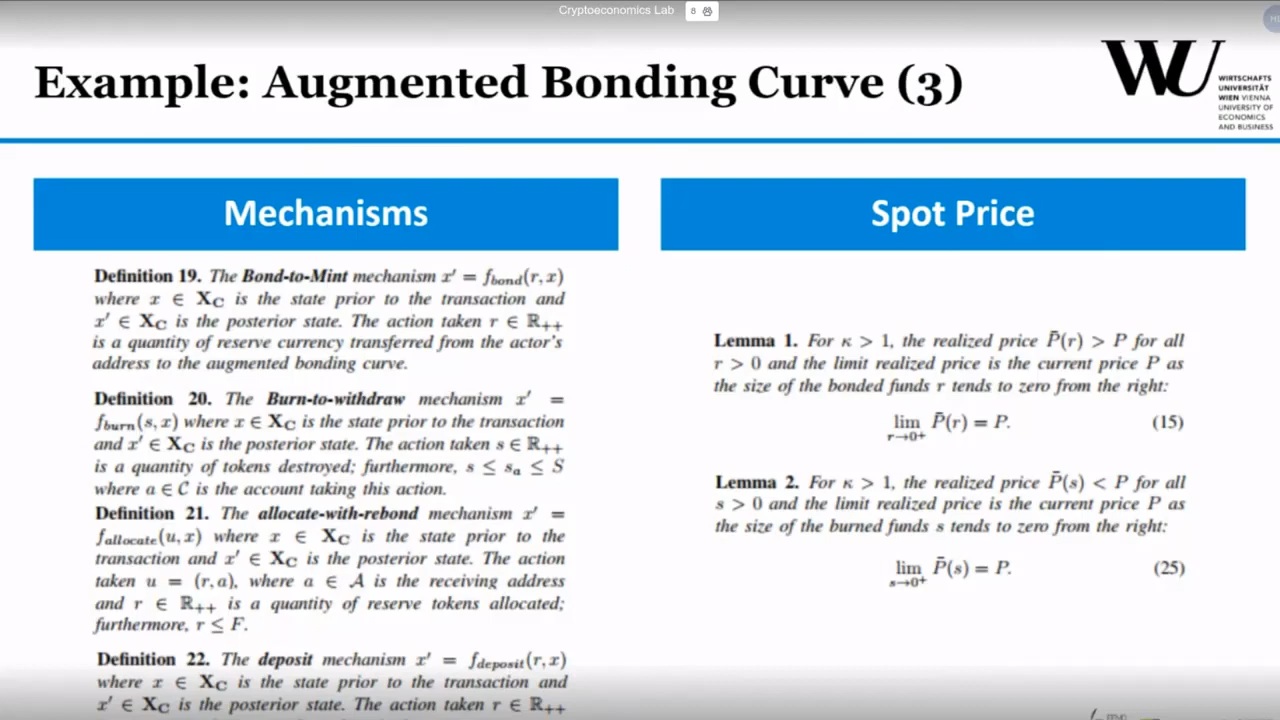 Cryptoeconomics Lab 8
Example: Augmented Bonding Curve (3)
WU
WIRTSCHAFTS
UNIVERSITÄT
WIEN VIENNA
UNIVERSITY OF
ECONOMICS
AND BUSINESS
Mechanisms
Definition 19. The Bond-to-Mint mechanism x′ = f_bond(r, x)
where x ∈ X_C is the state prior to the transaction and
x′ ∈ X_C is the posterior state. The action taken r ∈ ℝ₊₊
is a quantity of reserve currency transferred from the actor's
address to the augmented bonding curve.
Definition 20. The Burn-to-withdraw mechanism x′ =
f_burn(s, x) where x ∈ X_C is the state prior to the transaction
and x′ ∈ X_C is the posterior state. The action taken s ∈ ℝ₊₊
is a quantity of tokens destroyed; furthermore, s ≤ s_a ≤ S
where a ∈ C is the account taking this action.
Definition 21. The allocate-with-rebond mechanism x′ =
f_allocate(u, x) where x ∈ X_C is the state prior to the
transaction and x′ ∈ X_C is the posterior state. The action
taken u = (r, a), where a ∈ A is the receiving address
and r ∈ ℝ₊₊ is a quantity of reserve tokens allocated;
furthermore, r ≤ F.
Definition 22. The deposit mechanism x′ = f_deposit(r, x)
where x ∈ X_C is the state prior to the transaction and
x′ ∈ X_C is the posterior state. The action taken r ∈ ℝ₊₊
Spot Price
Lemma 1. For κ > 1, the realized price P̄(r) > P for all
r > 0 and the limit realized price is the current price P as
the size of the bonded funds r tends to zero from the right:
lim P̄(r) = P. (15)
r→0⁺
Lemma 2. For κ > 1, the realized price P̄(s) < P for all
s > 0 and the limit realized price is the current price P as
the size of the burned funds s tends to zero from the right:
lim P̄(s) = P. (25)
s→0⁺